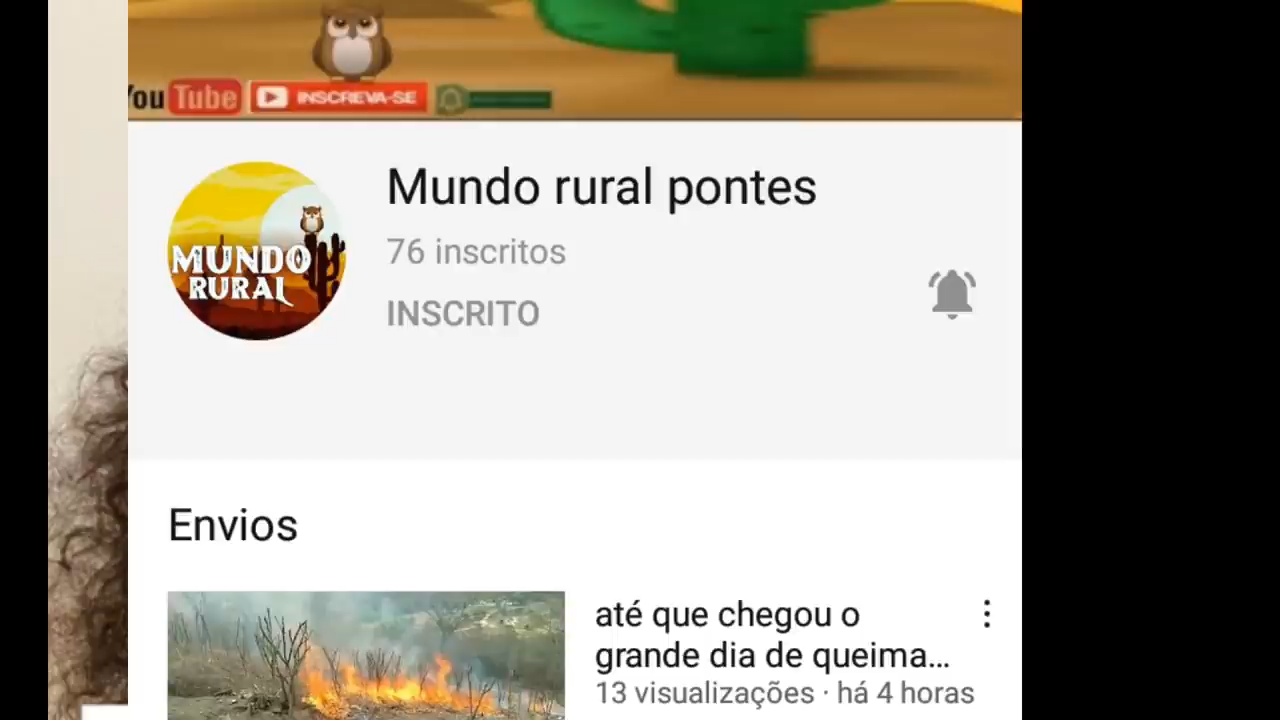 You Tube INSCREVA-SE
Mundo rural pontes
76 inscritos
INSCRITO
MUNDO
RURAL
Envios
até que chegou o
grande dia de queima...
13 visualizações · há 4 horas